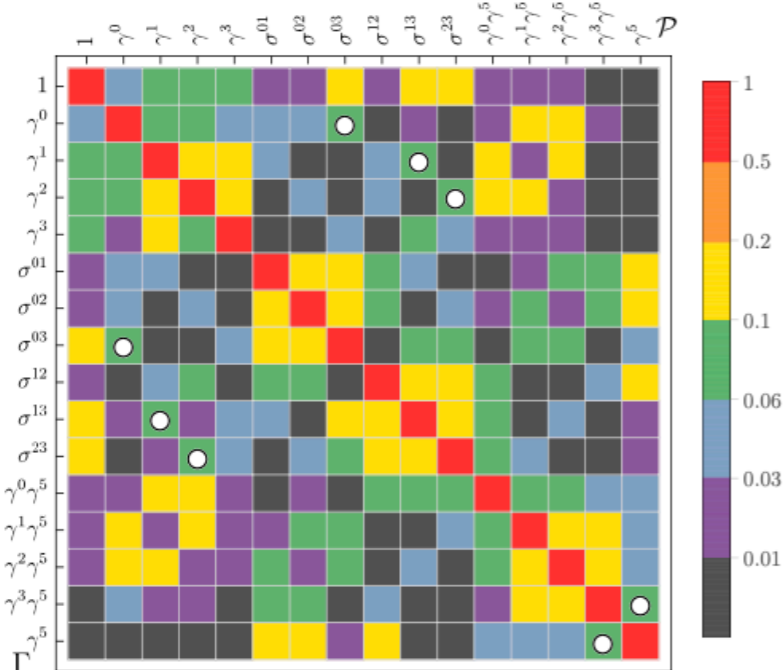 1 γ⁰ γ¹ γ² γ³ σ⁰¹ σ⁰² σ⁰³ σ¹² σ¹³ σ²³ γ⁰γ⁵ γ¹γ⁵ γ²γ⁵ γ³γ⁵ γ⁵ 𝒫
1
γ⁰
γ¹
γ²
γ³
σ⁰¹
σ⁰²
σ⁰³
σ¹²
σ¹³
σ²³
γ⁰γ⁵
γ¹γ⁵
γ²γ⁵
γ³γ⁵
γ⁵
Γ
1
0.5
0.2
0.1
0.06
0.03
0.01